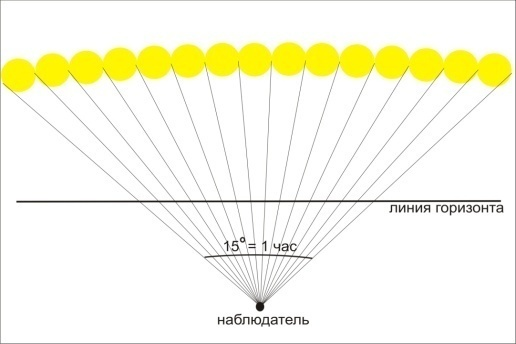 линия горизонта
15° = 1 час
наблюдатель